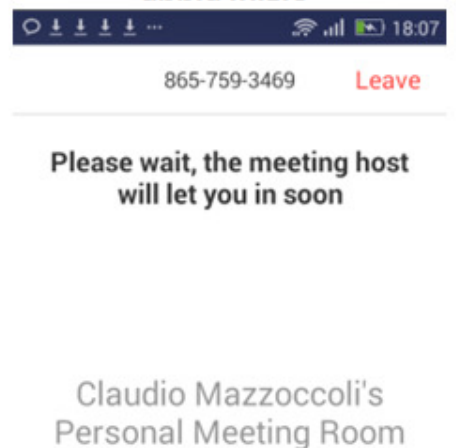 18:07
865-759-3469 Leave
Please wait, the meeting host
will let you in soon
Claudio Mazzoccoli's
Personal Meeting Room